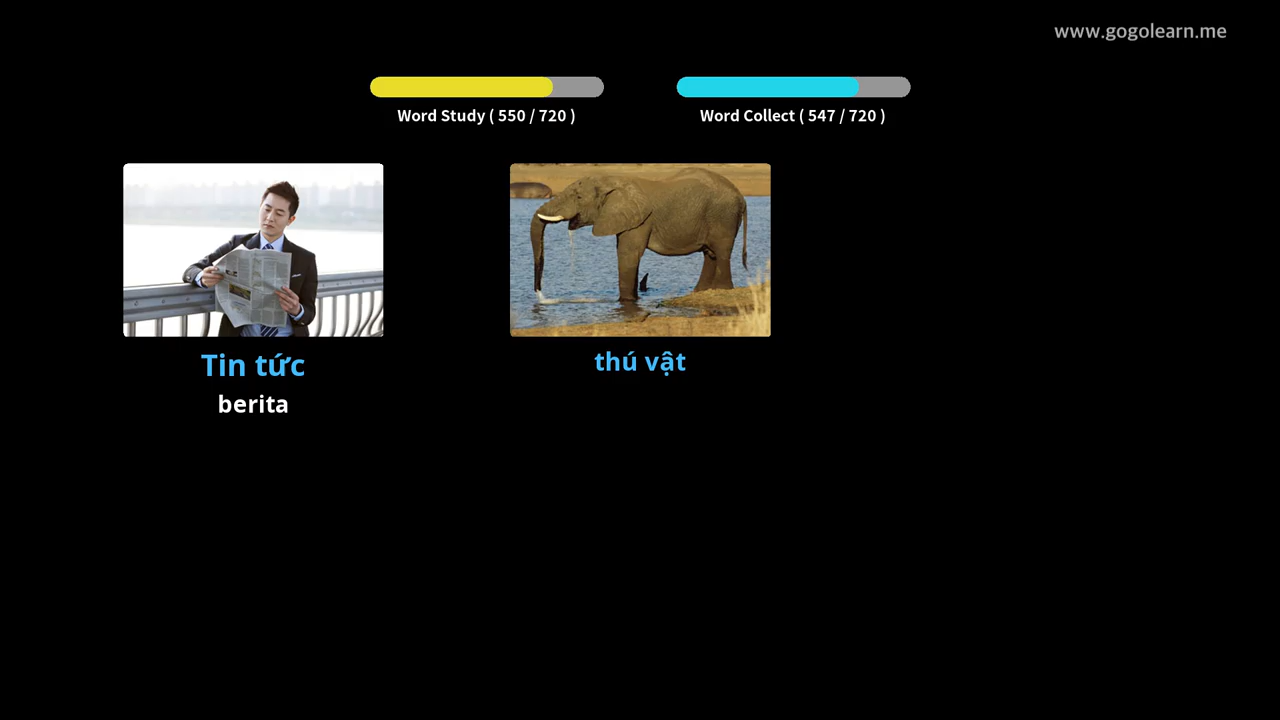 www.gogolearn.me
Word Study ( 550 / 720 )
Word Collect ( 547 / 720 )
Tin tức
berita
thú vật